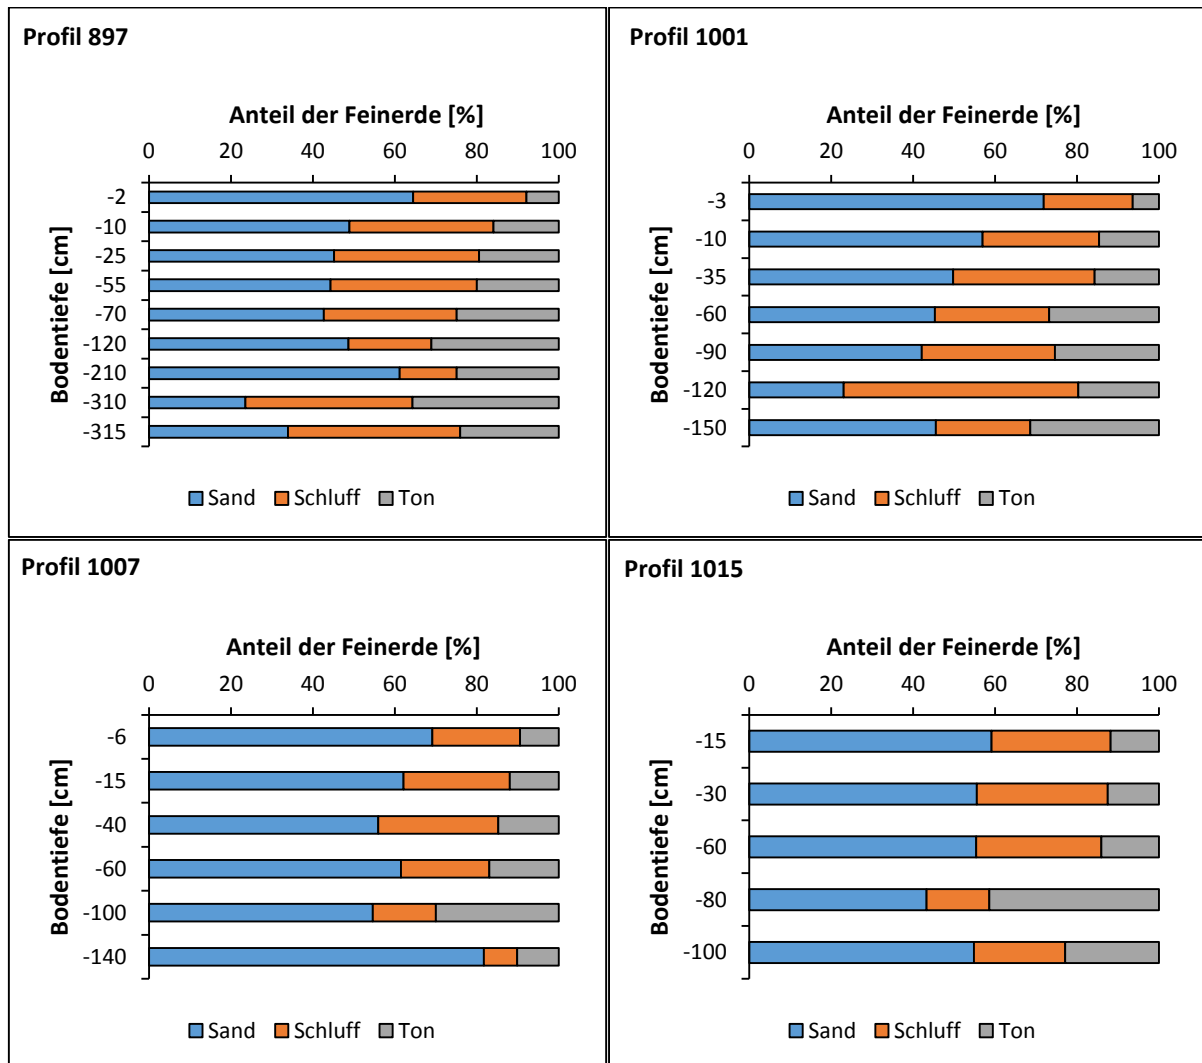 Profil 897
Anteil der Feinerde [%]
0 20 40 60 80 100
Bodentiefe [cm]
-2
-10
-25
-55
-70
-120
-210
-310
-315
Sand Schluff Ton
Profil 1001
Anteil der Feinerde [%]
0 20 40 60 80 100
Bodentiefe [cm]
-3
-10
-35
-60
-90
-120
-150
Sand Schluff Ton
Profil 1007
Anteil der Feinerde [%]
0 20 40 60 80 100
Bodentiefe [cm]
-6
-15
-40
-60
-100
-140
Sand Schluff Ton
Profil 1015
Anteil der Feinerde [%]
0 20 40 60 80 100
Bodentiefe [cm]
-15
-30
-60
-80
-100
Sand Schluff Ton